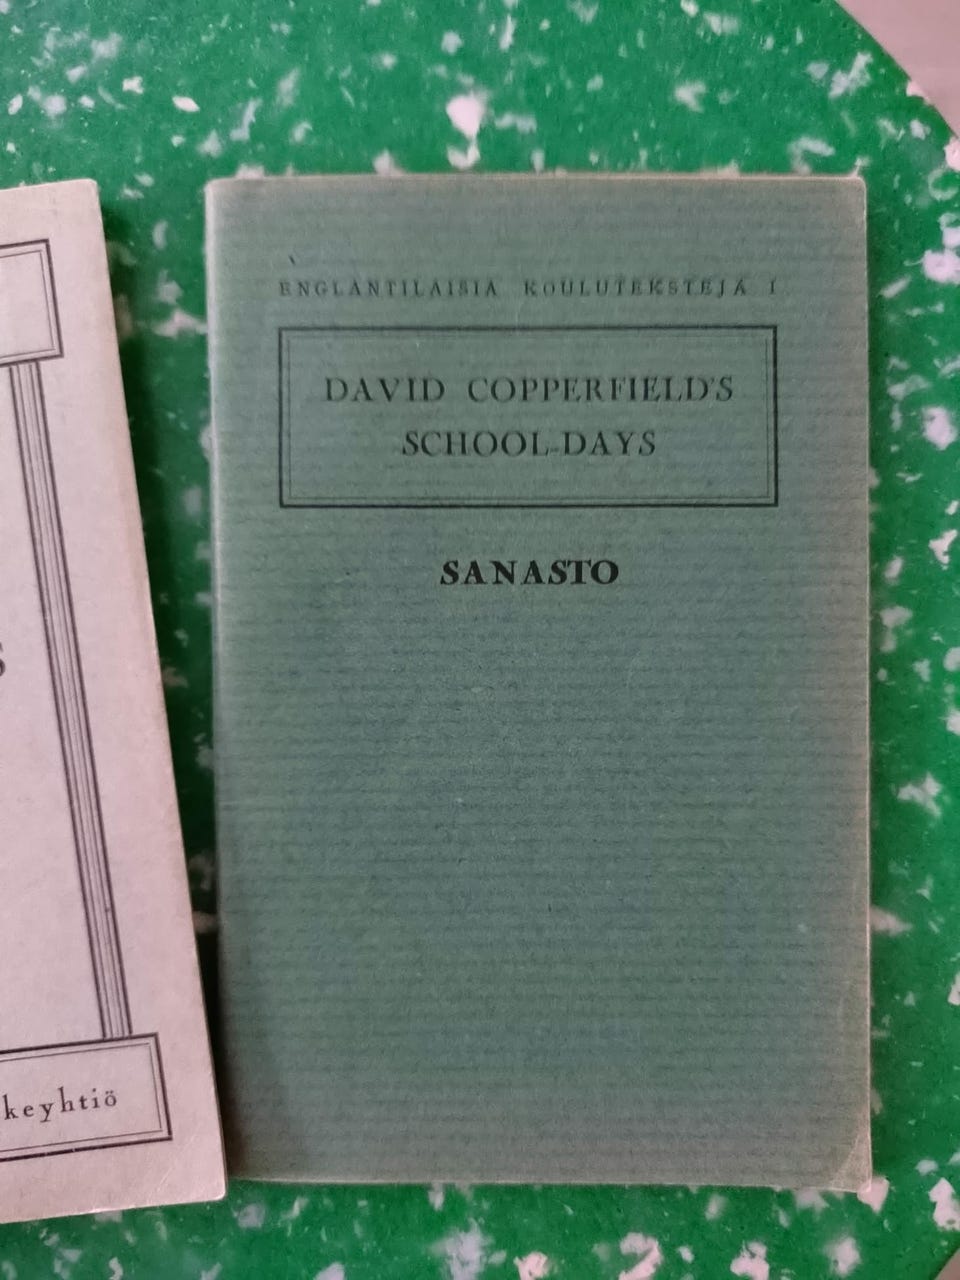 ENGLANTILAISIA KOULUTEKSTEJÄ I
DAVID COPPERFIELD'S
SCHOOL-DAYS
SANASTO
S
keyhtiö